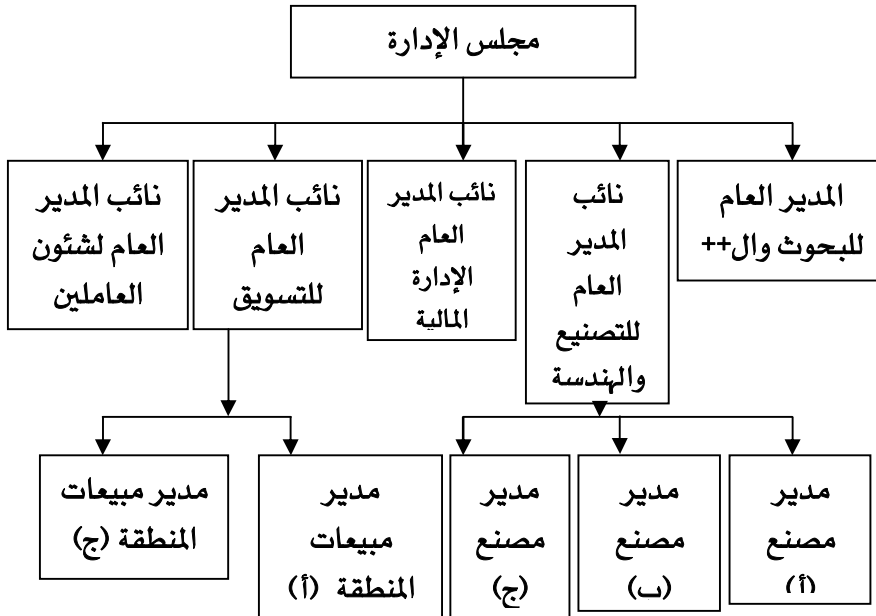 مجلس الإدارة
المدير العام
للبحوث وال++
نائب
المدير
العام
للتصنيع
والهندسة
نائب المدير
العام
الإدارة
المالية
نائب المدير
العام
للتسويق
نائب المدير
العام لشئون
العاملين
مدير
مصنع
(أ)
مدير
مصنع
(ب)
مدير
مصنع
(ج)
مدير
مبيعات
المنطقة (أ)
مدير مبيعات
المنطقة (ج)